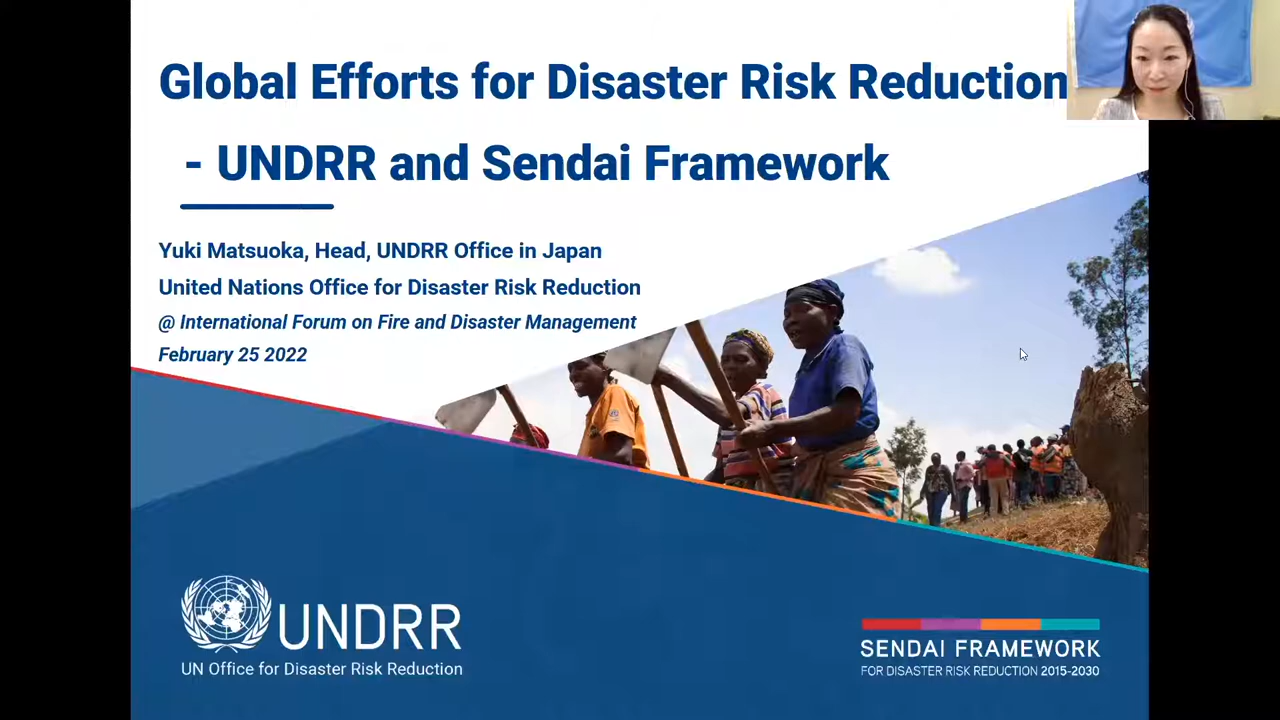 Global Efforts for Disaster Risk Reduction
- UNDRR and Sendai Framework
Yuki Matsuoka, Head, UNDRR Office in Japan
United Nations Office for Disaster Risk Reduction
@ International Forum on Fire and Disaster Management
February 25 2022
UNDRR
UN Office for Disaster Risk Reduction
SENDAI FRAMEWORK
FOR DISASTER RISK REDUCTION 2015-2030